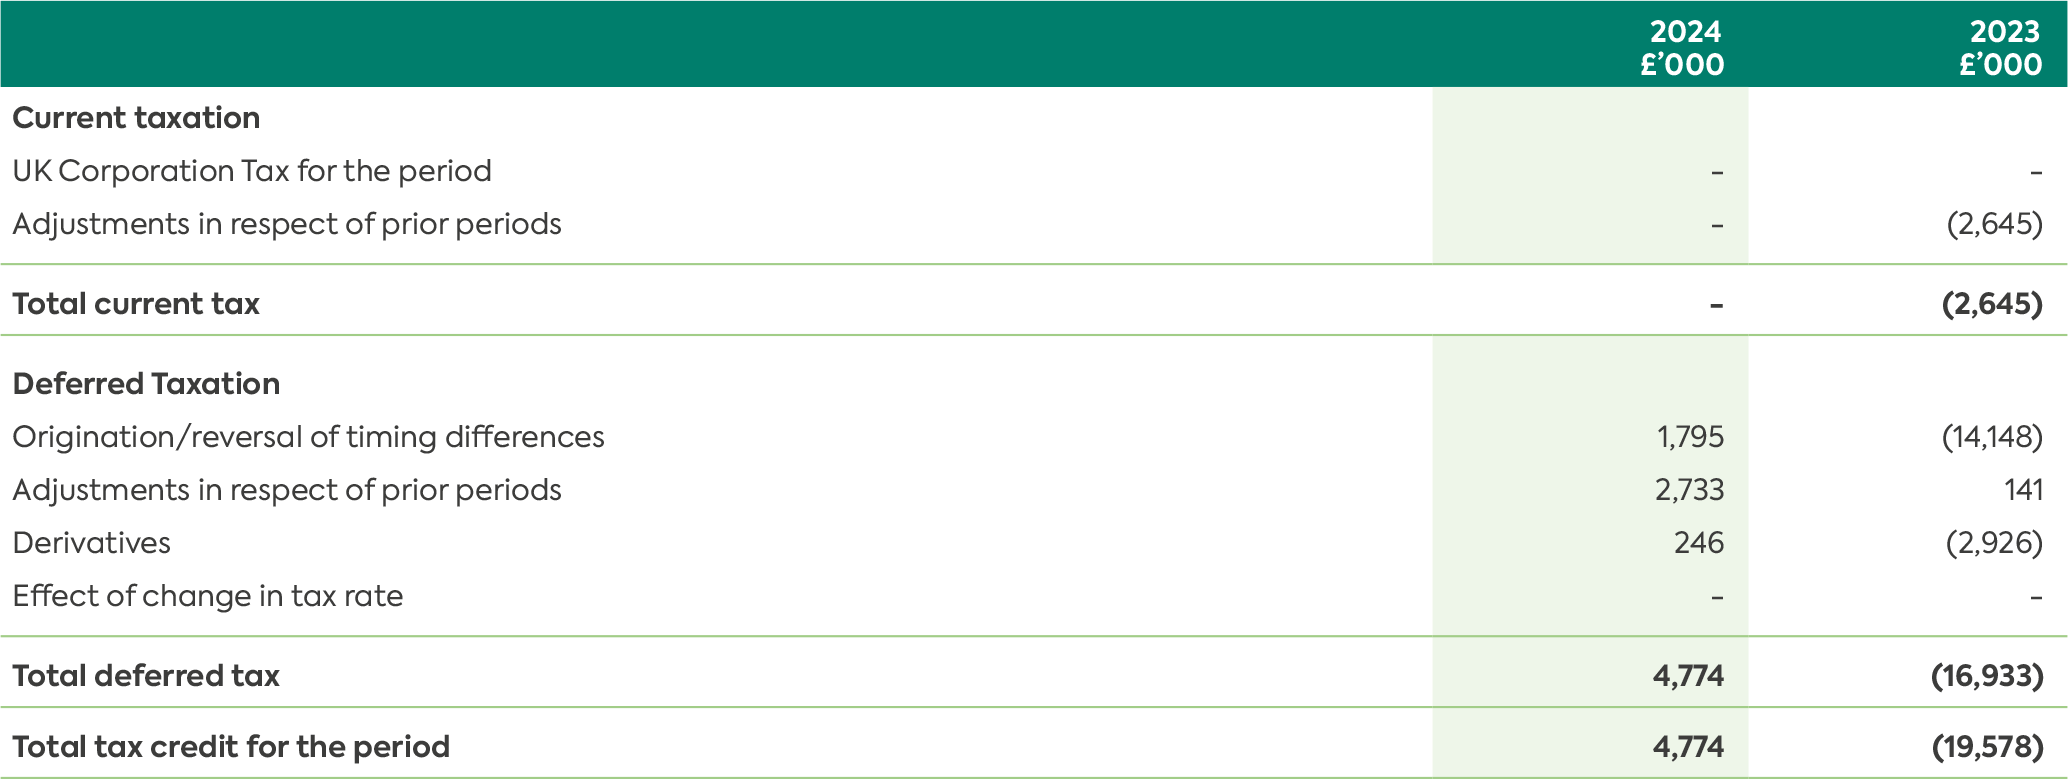 2024 2023
£’000 £’000
Current taxation
UK Corporation Tax for the period - -
Adjustments in respect of prior periods - (2,645)
Total current tax - (2,645)
Deferred Taxation
Origination/reversal of timing differences 1,795 (14,148)
Adjustments in respect of prior periods 2,733 141
Derivatives 246 (2,926)
Effect of change in tax rate - -
Total deferred tax 4,774 (16,933)
Total tax credit for the period 4,774 (19,578)